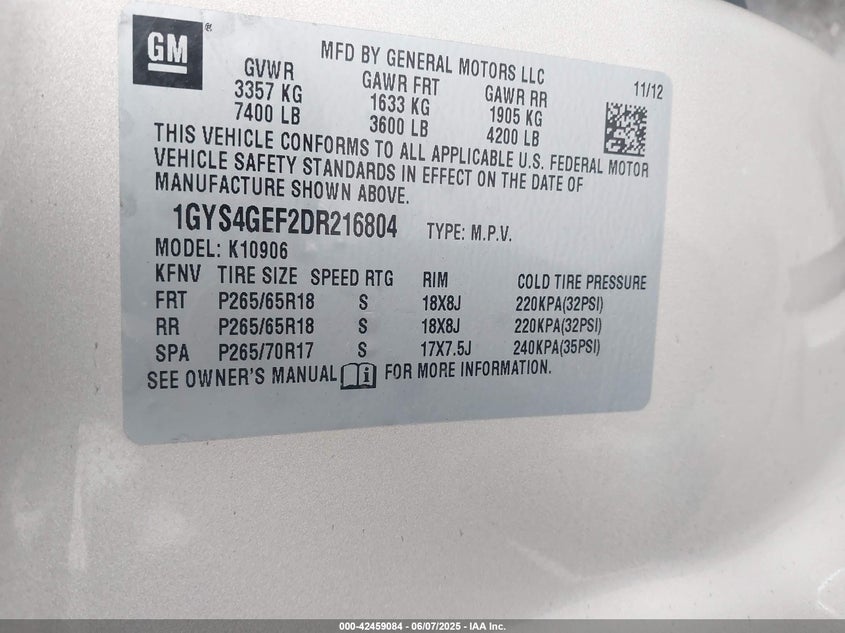 GM ®
MFD BY GENERAL MOTORS LLC
11/12
GVWR GAWR FRT GAWR RR
3357 KG 1633 KG 1905 KG
7400 LB 3600 LB 4200 LB
THIS VEHICLE CONFORMS TO ALL APPLICABLE U.S. FEDERAL MOTOR
VEHICLE SAFETY STANDARDS IN EFFECT ON THE DATE OF
MANUFACTURE SHOWN ABOVE.
1GYS4GEF2DR216804 TYPE: M.P.V.
MODEL: K10906
KFNV TIRE SIZE SPEED RTG RIM COLD TIRE PRESSURE
FRT P265/65R18 S 18X8J 220KPA(32PSI)
RR P265/65R18 S 18X8J 220KPA(32PSI)
SPA P265/70R17 S 17X7.5J 240KPA(35PSI)
SEE OWNER'S MANUAL i FOR MORE INFORMATION.
000-42459084 - 06/07/2025 - IAA Inc.